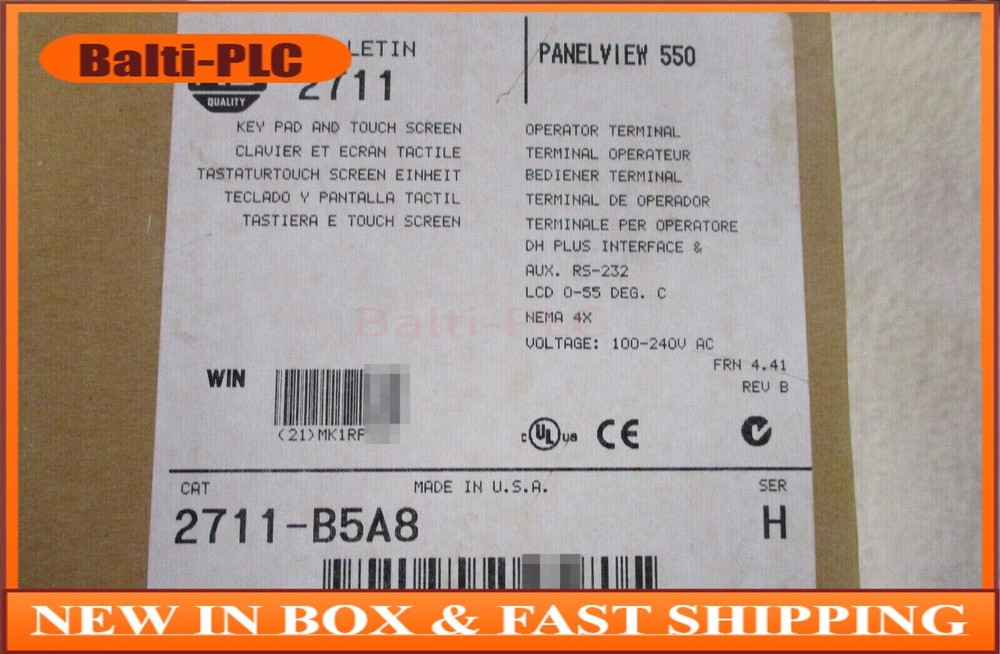 Balti-PLC
LETIN
2711
PANELVIEW 550
QUALITY
KEY PAD AND TOUCH SCREEN
CLAVIER ET ECRAN TACTILE
TASTATURTOUCH SCREEN EINHEIT
TECLADO Y PANTALLA TACTIL
TASTIERA E TOUCH SCREEN
OPERATOR TERMINAL
TERMINAL OPERATEUR
BEDIENER TERMINAL
TERMINAL DE OPERADOR
TERMINALE PER OPERATORE
DH PLUS INTERFACE &
AUX. RS-232
LCD 0-55 DEG. C
NEMA 4X
VOLTAGE: 100-240V AC
Balti-PLC
FRN 4.41
REV B
WIN
(21)MK1RF
c UL us CE
CAT
MADE IN U.S.A.
SER
2711-B5A8
H
NEW IN BOX & FAST SHIPPING